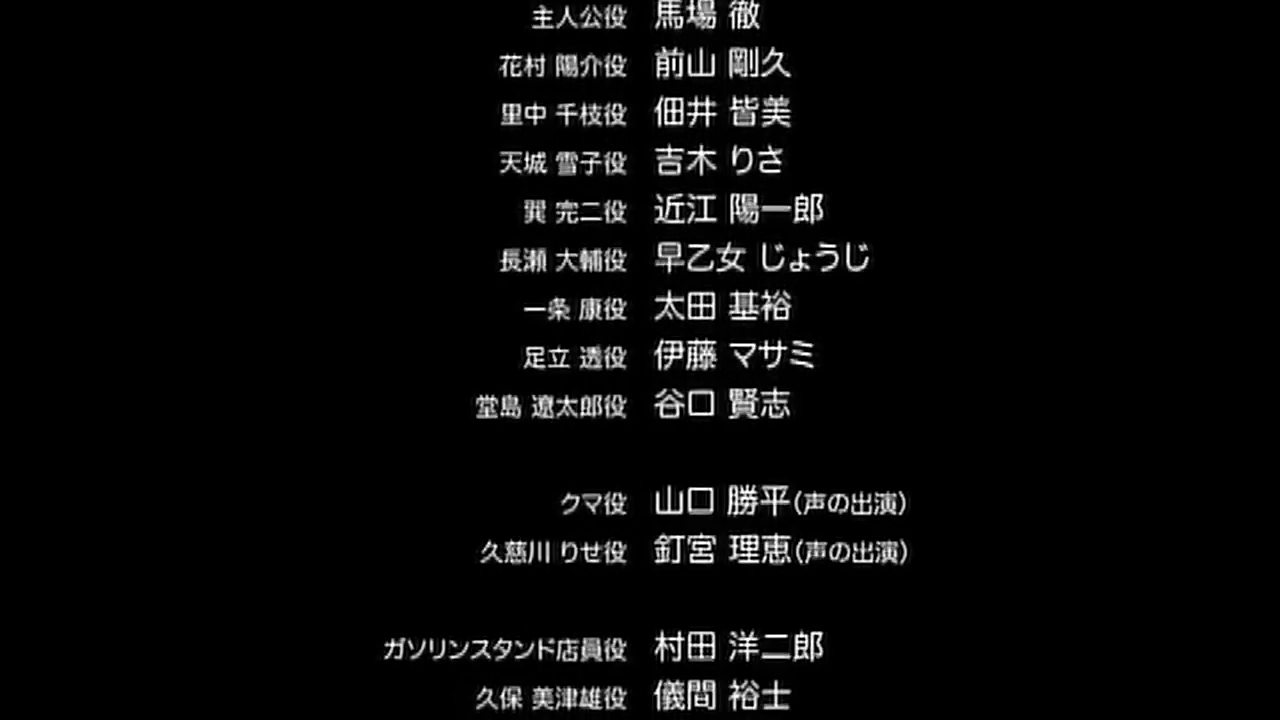 主人公役 馬場 徹
花村 陽介役 前山 剛久
里中 千枝役 佃井 皆美
天城 雪子役 吉木 りさ
巽 完二役 近江 陽一郎
長瀬 大輔役 早乙女 じょうじ
一条 康役 太田 基裕
足立 透役 伊藤 マサミ
堂島 遼太郎役 谷口 賢志
クマ役 山口 勝平(声の出演)
久慈川 りせ役 釘宮 理恵(声の出演)
ガソリンスタンド店員役 村田 洋二郎
久保 美津雄役 儀間 裕士